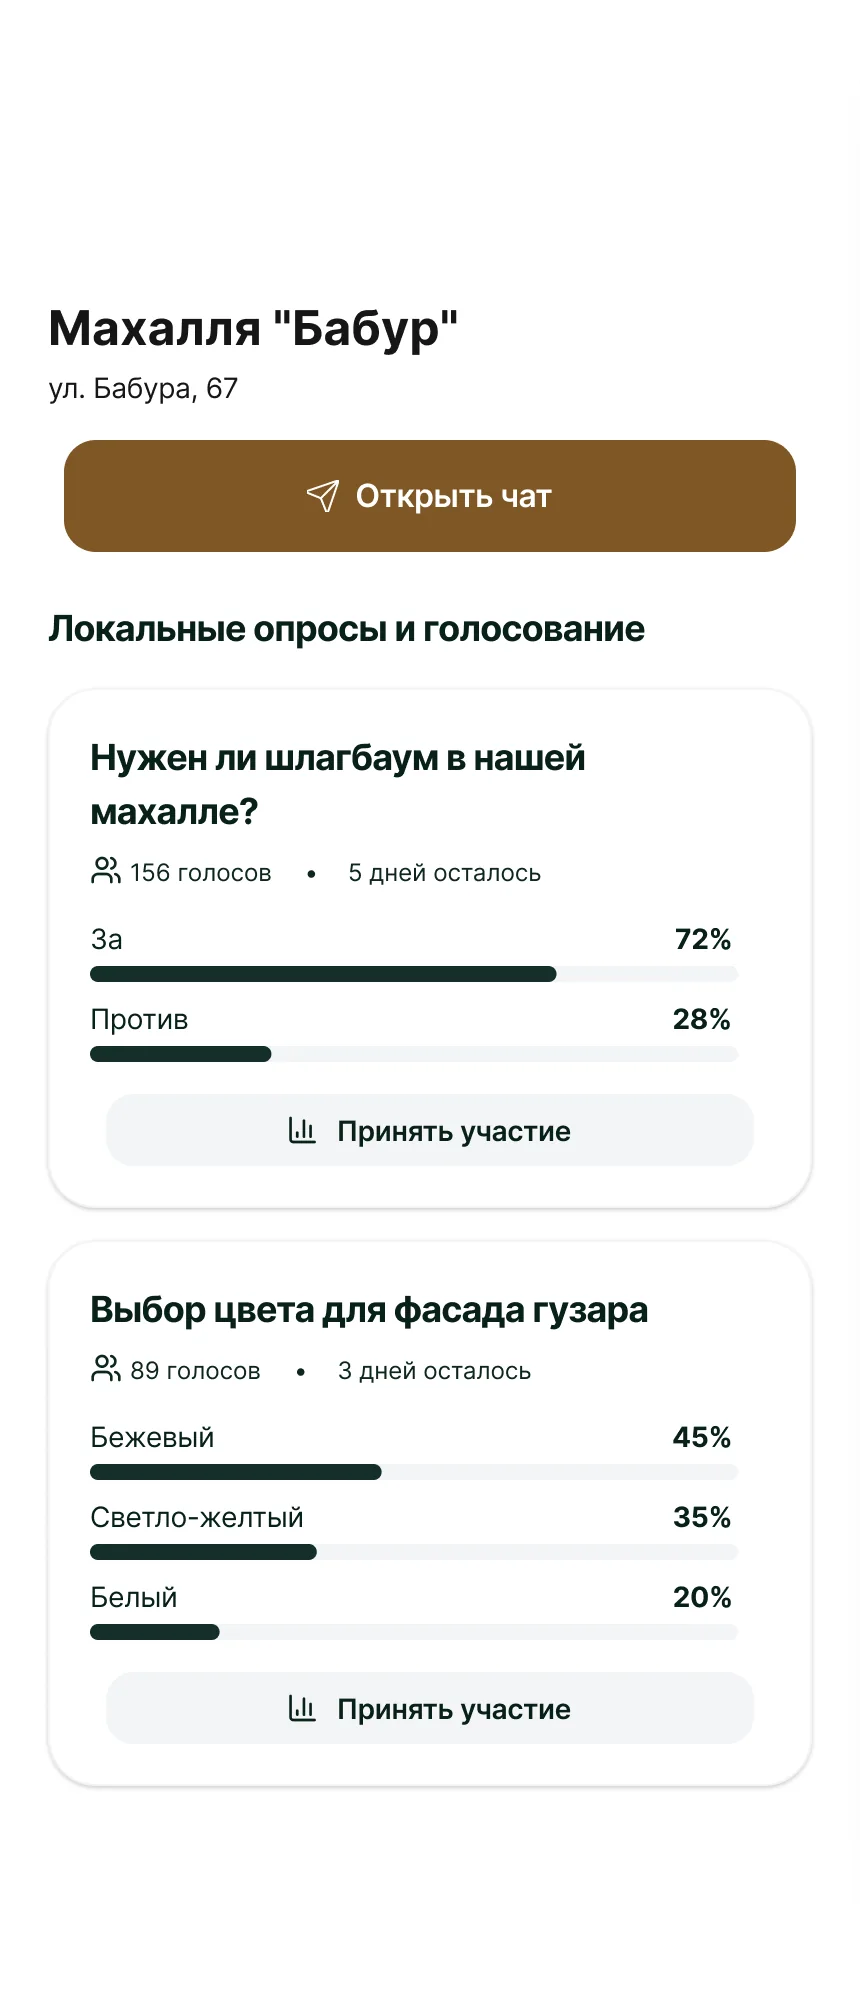 Махалля "Бабур"
ул. Бабура, 67
Открыть чат
Локальные опросы и голосование
Нужен ли шлагбаум в нашей
махалле?
156 голосов • 5 дней осталось
За 72%
Против 28%
Принять участие
Выбор цвета для фасада гузара
89 голосов • 3 дней осталось
Бежевый 45%
Светло-желтый 35%
Белый 20%
Принять участие